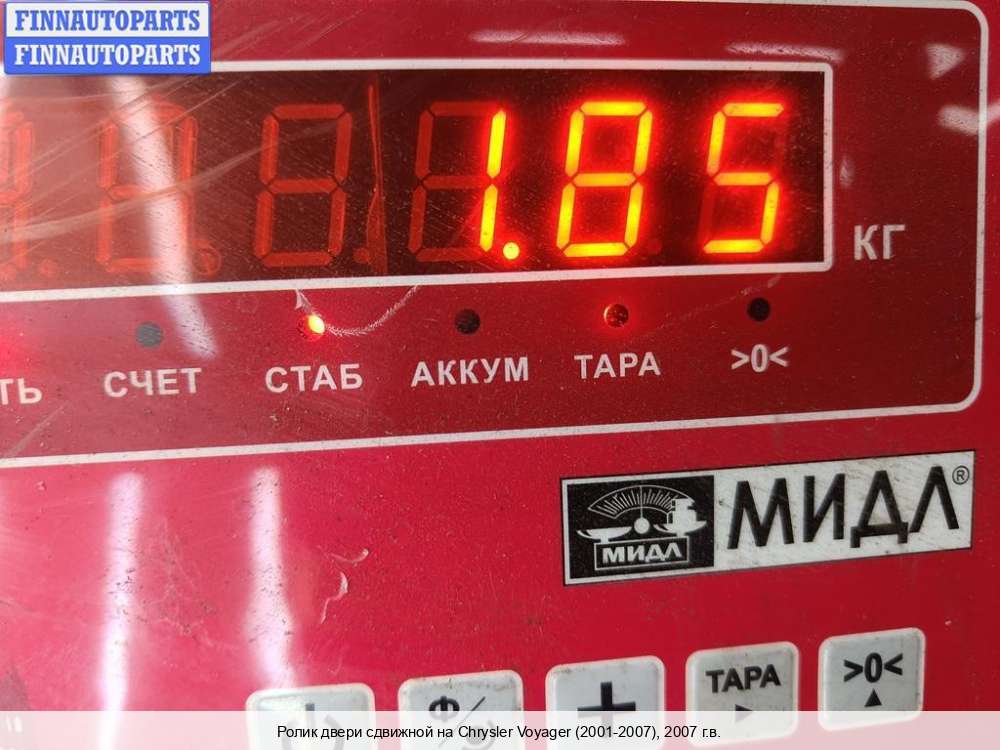 FINNAUTOPARTS
FINNAUTOPARTS
1.85
КГ
ТЬ СЧЕТ СТАБ АККУМ ТАРА >0<
МИДЛ МИДЛ®
+ ТАРА >0<
Ролик двери сдвижной на Chrysler Voyager (2001-2007), 2007 г.в.